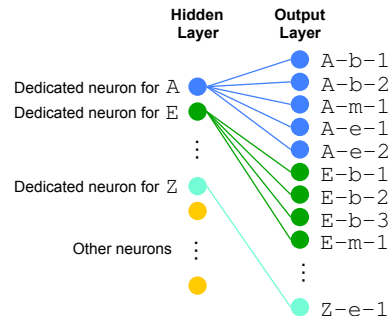 Hidden Layer
Output Layer
Dedicated neuron for A
Dedicated neuron for E
⋮
Dedicated neuron for Z
Other neurons ⋮
A-b-1
A-b-2
A-m-1
A-e-1
A-e-2
E-b-1
E-b-2
E-b-3
E-m-1
⋮
Z-e-1